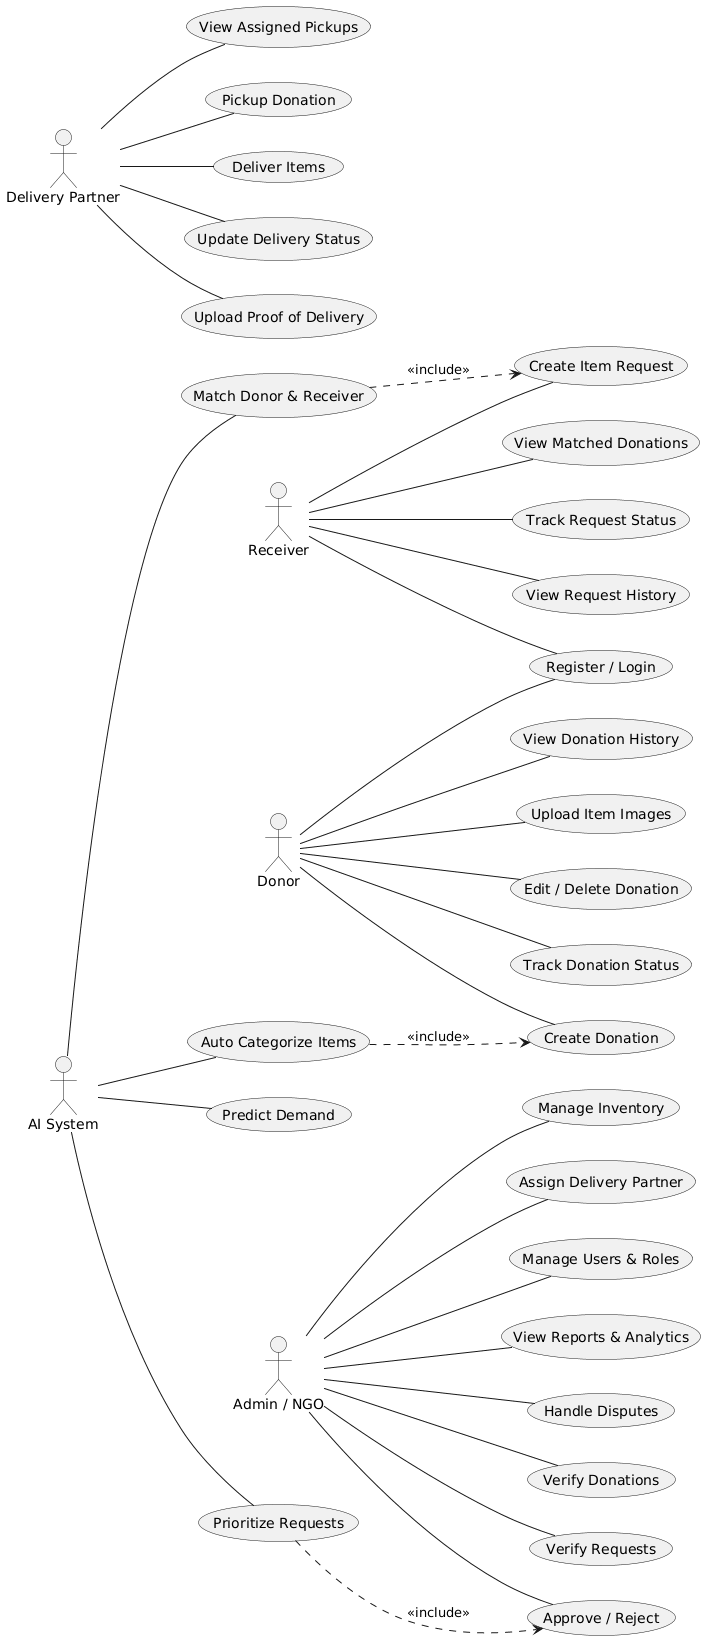 View Assigned Pickups
Pickup Donation
Delivery Partner
Deliver Items
Update Delivery Status
Upload Proof of Delivery
Match Donor & Receiver
«include»
Create Item Request
View Matched Donations
Receiver
Track Request Status
View Request History
Register / Login
View Donation History
Upload Item Images
Donor
Edit / Delete Donation
Track Donation Status
Auto Categorize Items
«include»
Create Donation
AI System
Predict Demand
Manage Inventory
Assign Delivery Partner
Manage Users & Roles
View Reports & Analytics
Admin / NGO
Handle Disputes
Verify Donations
Prioritize Requests
Verify Requests
«include»
Approve / Reject